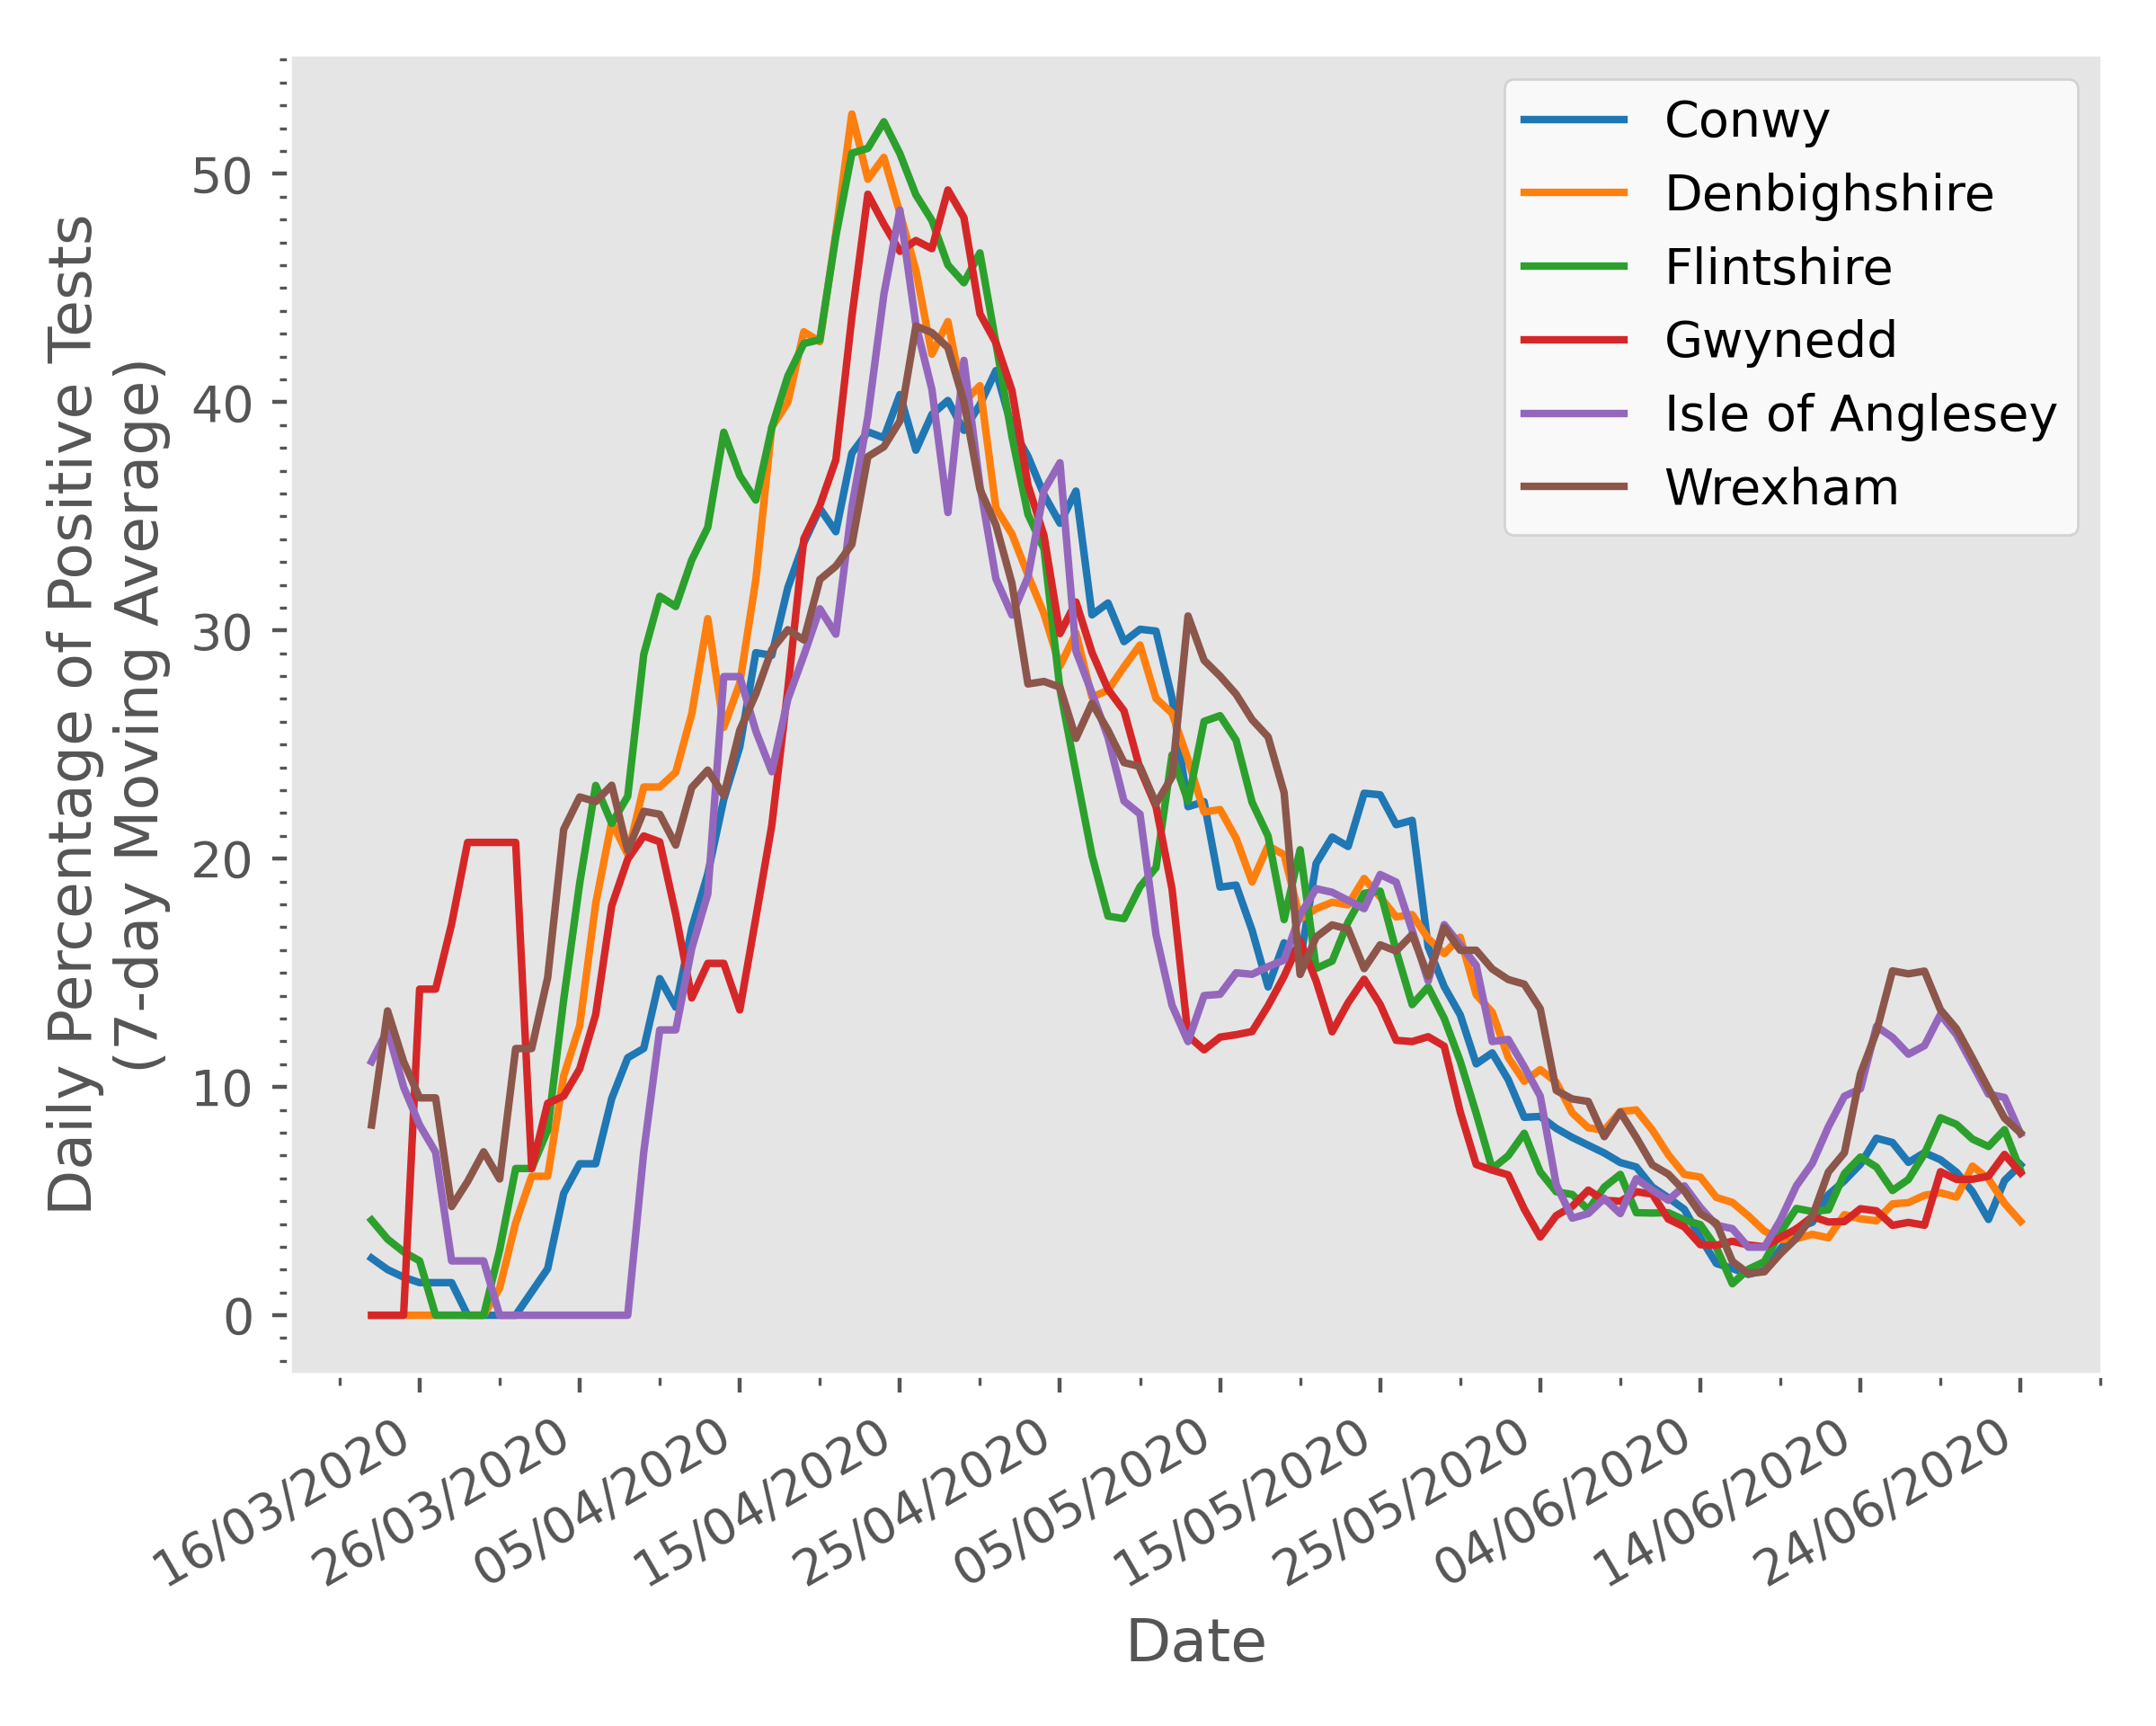 Daily Percentage of Positive Tests
(7-day Moving Average)
50
40
30
20
10
0
Conwy
Denbighshire
Flintshire
Gwynedd
Isle of Anglesey
Wrexham
16/03/2020
26/03/2020
05/04/2020
15/04/2020
25/04/2020
05/05/2020
15/05/2020
25/05/2020
04/06/2020
14/06/2020
24/06/2020
Date